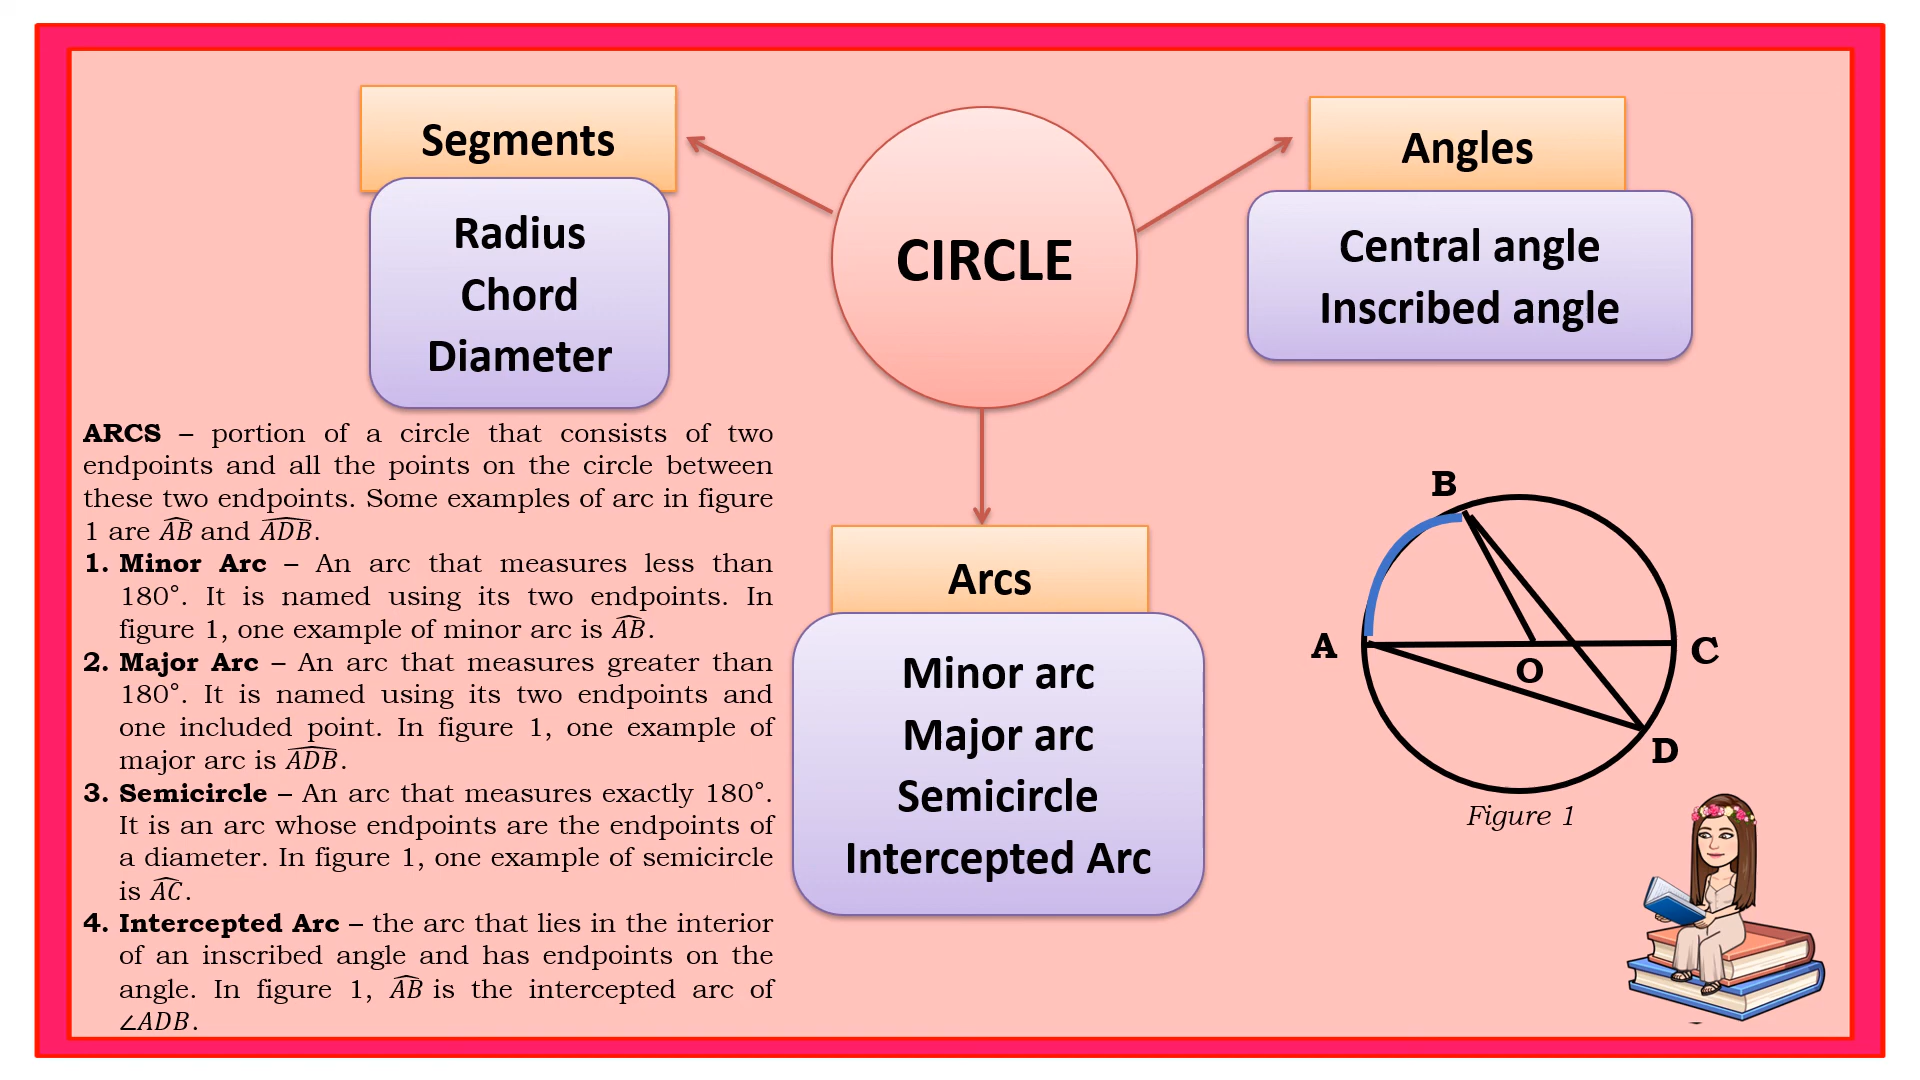 Segments
Radius
Chord
Diameter
CIRCLE
Angles
Central angle
Inscribed angle
ARCS – portion of a circle that consists of two
endpoints and all the points on the circle between
these two endpoints. Some examples of arc in figure
1 are A͡B and A͡DB.
1. Minor Arc – An arc that measures less than
180°. It is named using its two endpoints. In
figure 1, one example of minor arc is A͡B.
2. Major Arc – An arc that measures greater than
180°. It is named using its two endpoints and
one included point. In figure 1, one example of
major arc is A͡DB.
3. Semicircle – An arc that measures exactly 180°.
It is an arc whose endpoints are the endpoints of
a diameter. In figure 1, one example of semicircle
is A͡C.
4. Intercepted Arc – the arc that lies in the interior
of an inscribed angle and has endpoints on the
angle. In figure 1, A͡B is the intercepted arc of
∠ADB.
Arcs
Minor arc
Major arc
Semicircle
Intercepted Arc
B
A
O
C
D
Figure 1